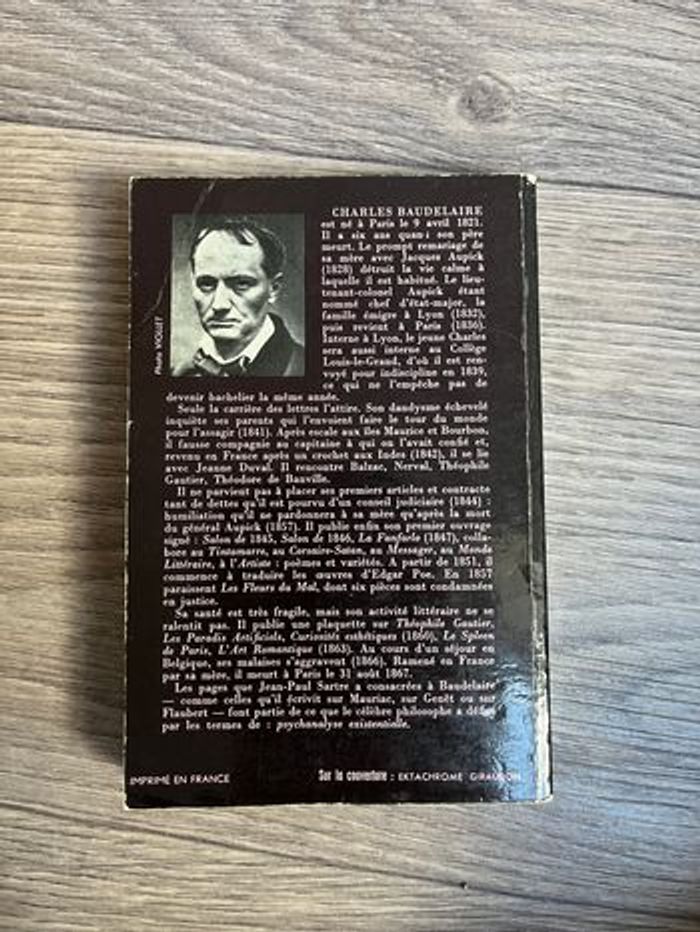 Photo VIOLLET
CHARLES BAUDELAIRE
est né à Paris le 9 avril 1821.
Il a six ans quand son père
meurt. Le prompt remariage de
sa mère avec Jacques Aupick
(1828) détruit la vie calme à
laquelle il est habitué. Le lieu-
tenant-colonel Aupick étant
nommé chef d'état-major, la
famille émigre à Lyon (1832),
puis revient à Paris (1836).
Interne à Lyon, le jeune Charles
sera aussi interne au Collège
Louis-le-Grand, d'où il est ren-
voyé pour indiscipline en 1839,
ce qui ne l'empêche pas de
devenir bachelier la même année.
Seule la carrière des lettres l'attire. Son dandysme échevelé
inquiète ses parents qui l'envoient faire le tour du monde
pour l'assagir (1841). Après escale aux îles Maurice et Bourbon,
il fausse compagnie au capitaine à qui on l'avait confié et,
revenu en France après un crochet aux Indes (1842), il se lie
avec Jeanne Duval. Il rencontre Balzac, Nerval, Théophile
Gautier, Théodore de Banville.
Il ne parvient pas à placer ses premiers articles et contracte
tant de dettes qu'il est pourvu d'un conseil judiciaire (1844) :
humiliation qu'il ne pardonnera à sa mère qu'après la mort
du général Aupick (1857). Il publie enfin son premier ouvrage
signé : Salon de 1845, Salon de 1846, La Fanfarlo (1847), colla-
bore au Tintamarre, au Corsaire-Satan, au Messager, au Monde
Littéraire, à l'Artiste : poèmes et variétés. A partir de 1851, il
commence à traduire les œuvres d'Edgar Poe. En 1857
paraissent Les Fleurs du Mal, dont six pièces sont condamnées
en justice.
Sa santé est très fragile, mais son activité littéraire ne se
ralentit pas. Il publie une plaquette sur Théophile Gautier,
Les Paradis Artificiels, Curiosités esthétiques (1860), Le Spleen
de Paris, L'Art Romantique (1863). Au cours d'un séjour en
Belgique, ses malaises s'aggravent (1866). Ramené en France
par sa mère, il meurt à Paris le 31 août 1867.
Les pages que Jean-Paul Sartre a consacrées à Baudelaire
— comme celles qu'il écrivit sur Mauriac, sur Genêt ou sur
Flaubert — font partie de ce que le célèbre philosophe a défini
par les termes de : psychanalyse existentielle.
IMPRIMÉ EN FRANCE
Sur la couverture : EKTACHROME GIRAUDON